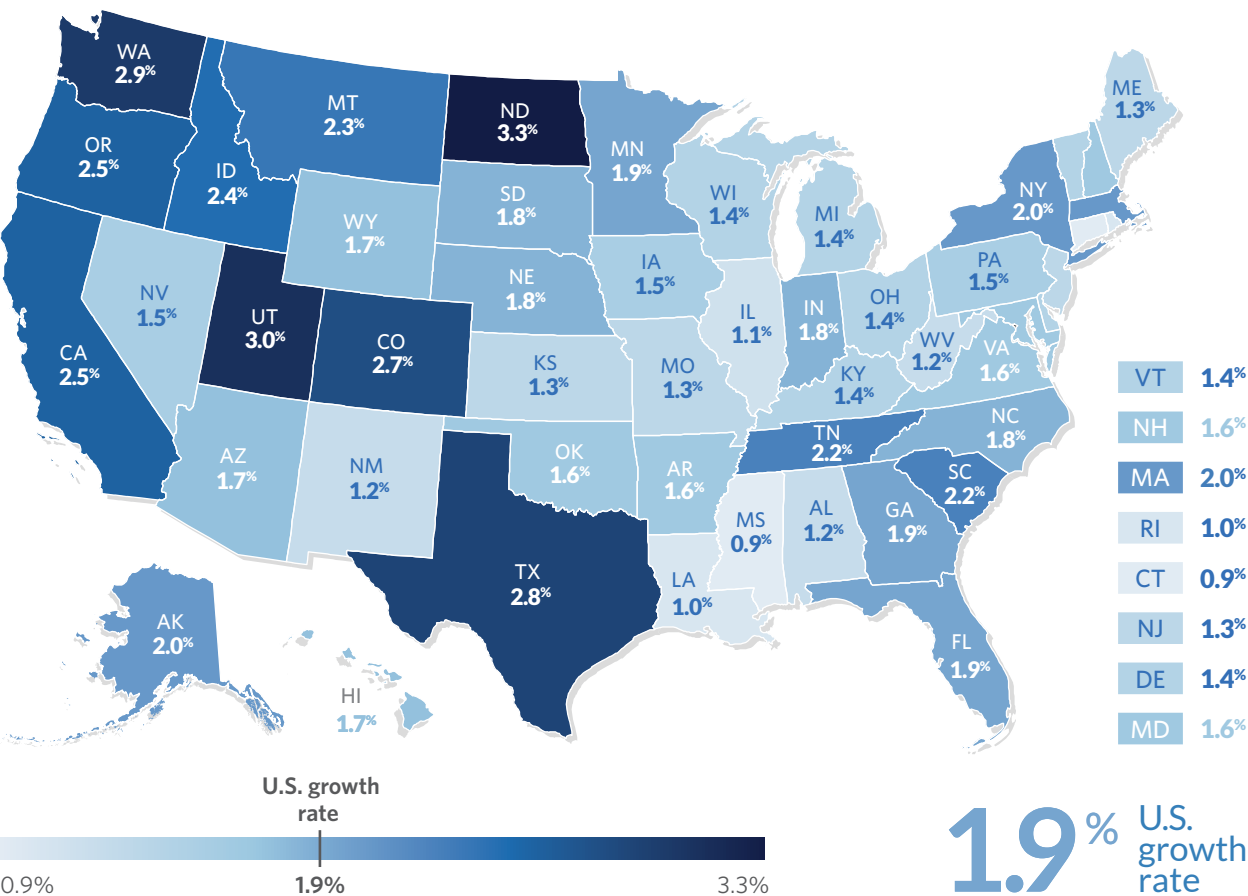 WA
2.9%
MT
2.3%
ND
3.3%
OR
2.5%
ID
2.4%
MN
1.9%
ME
1.3%
SD
1.8%
WI
1.4%
NY
2.0%
WY
1.7%
MI
1.4%
IA
1.5%
PA
1.5%
NE
1.8%
NV
1.5%
UT
3.0%
CO
2.7%
IL
1.1%
IN
1.8%
OH
1.4%
WV
1.2%
VA
1.6%
CA
2.5%
KS
1.3%
MO
1.3%
KY
1.4%
NC
1.8%
TN
2.2%
AZ
1.7%
NM
1.2%
OK
1.6%
AR
1.6%
SC
2.2%
MS
0.9%
AL
1.2%
GA
1.9%
TX
2.8%
LA
1.0%
FL
1.9%
AK
2.0%
HI
1.7%
VT 1.4%
NH 1.6%
MA 2.0%
RI 1.0%
CT 0.9%
NJ 1.3%
DE 1.4%
MD 1.6%
U.S. growth
rate
0.9% 1.9% 3.3%
1.9%
U.S.
growth
rate